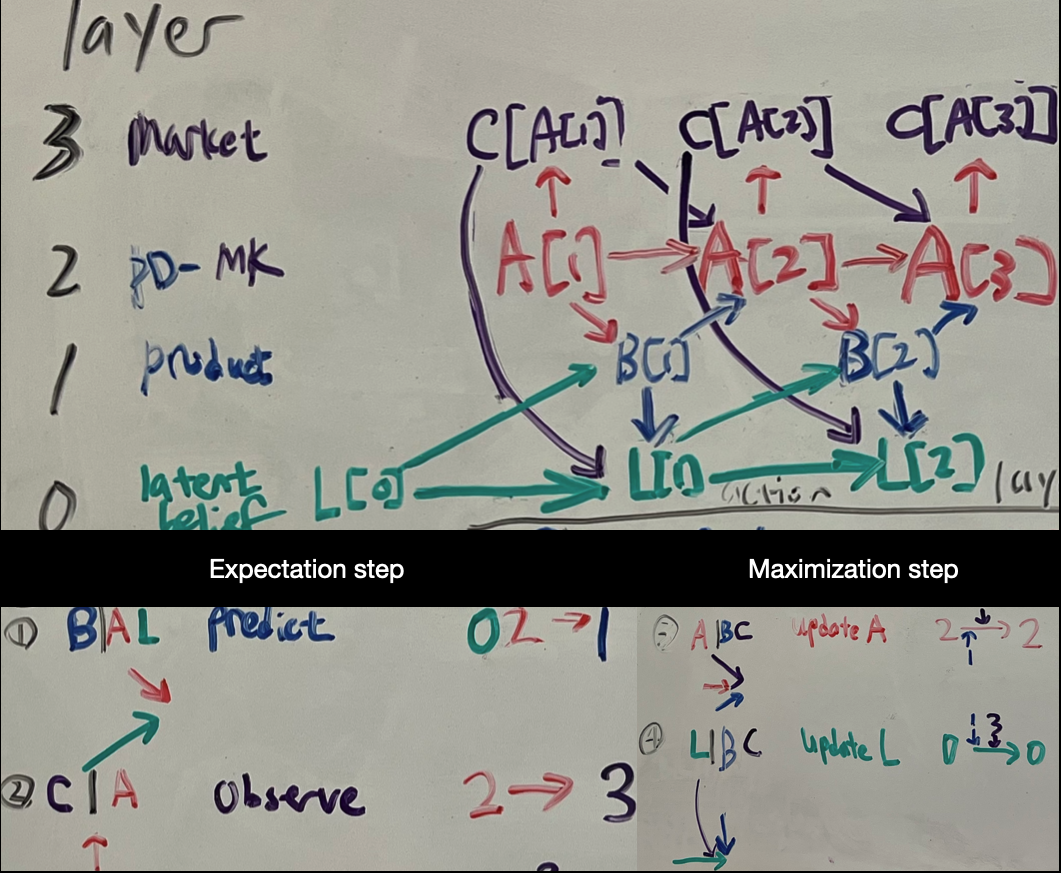 layer
3 Market C[A[1]] C[A[2]] C[A[3]]
2 PD-MK A[1] A[2] A[3]
1 product B[1] B[2]
0 latent belief L[0] L[1] L[2]
action lay
Expectation step Maximization step
① B|AL predict 02→1
② C|A Observe 2→3
A|BC update A 2→2
1
④ L|BC update L 0→0
1 3